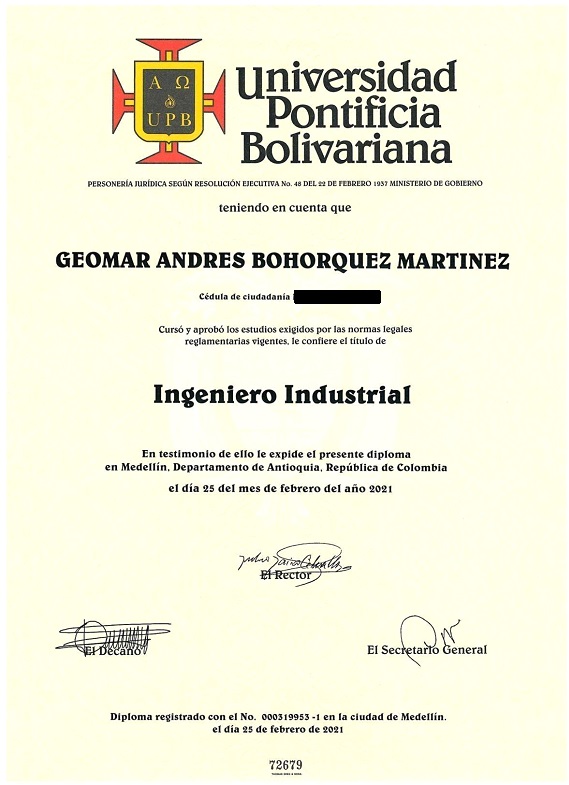 Α Ω
UPB
Universidad
Pontificia
Bolivariana
PERSONERÍA JURÍDICA SEGÚN RESOLUCIÓN EJECUTIVA No. 48 DEL 22 DE FEBRERO 1937 MINISTERIO DE GOBIERNO
teniendo en cuenta que
GEOMAR ANDRES BOHORQUEZ MARTINEZ
Cédula de ciudadanía
Cursó y aprobó los estudios exigidos por las normas legales
reglamentarias vigentes, le confiere el título de
Ingeniero Industrial
En testimonio de ello le expide el presente diploma
en Medellín, Departamento de Antioquia, República de Colombia
el día 25 del mes de febrero del año 2021
El Rector
El Decano
El Secretario General
Diploma registrado con el No. 000319953 -1 en la ciudad de Medellín.
el día 25 de febrero de 2021
72679